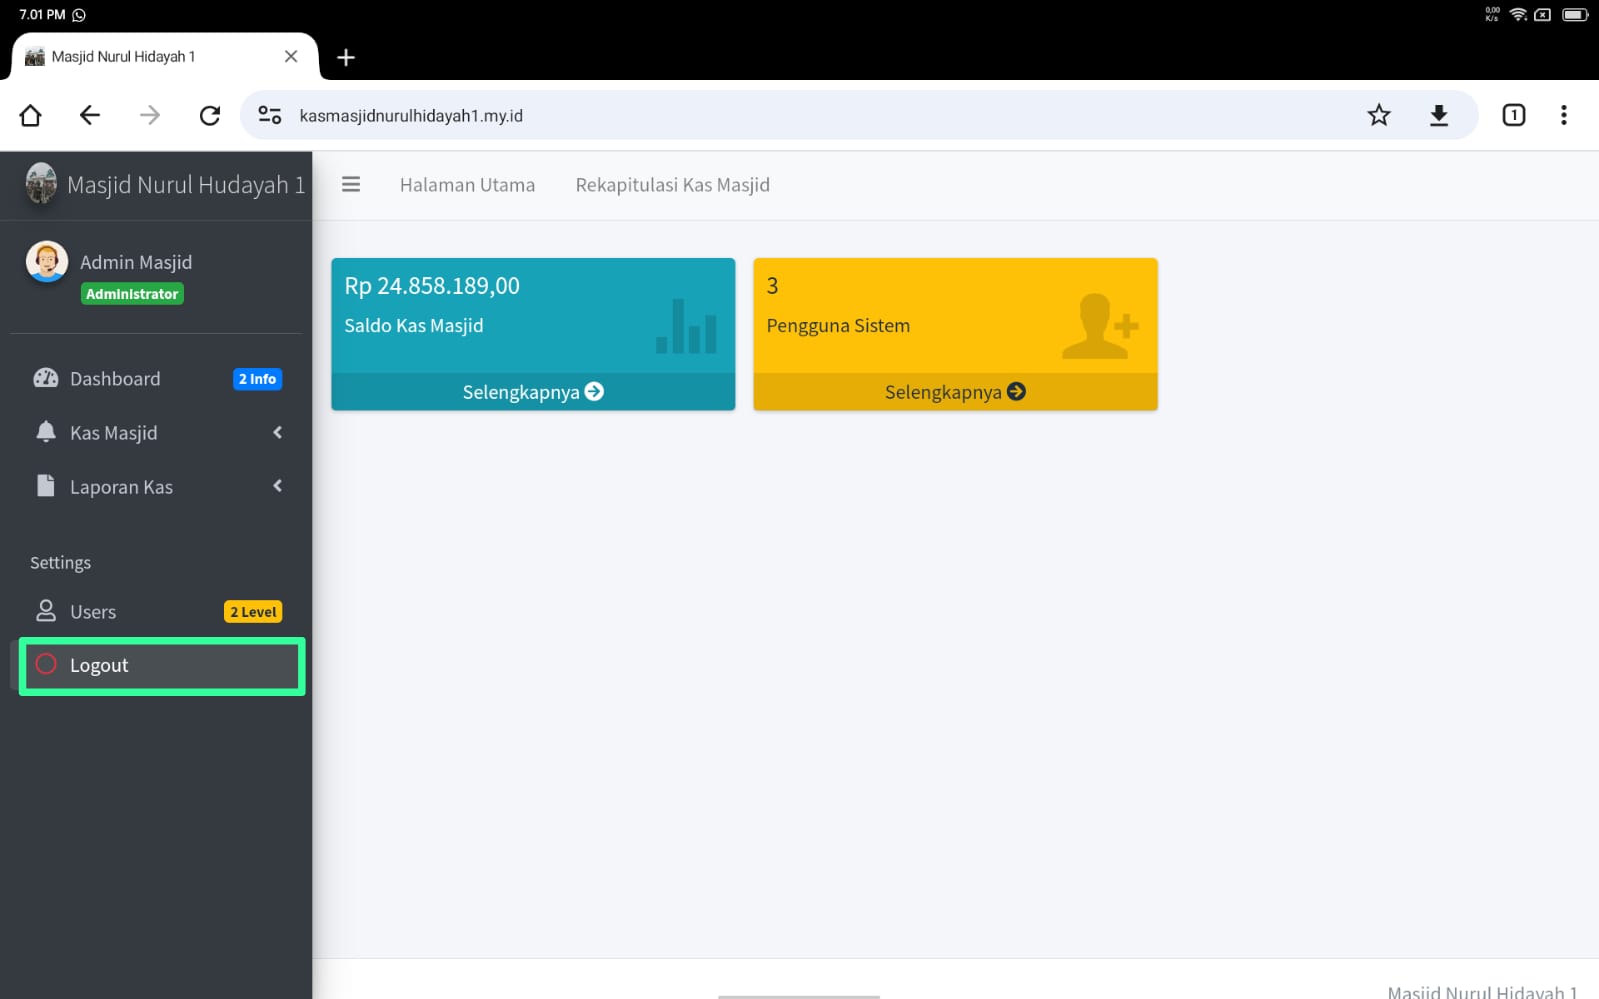 7.01 PM
0,00
K/s
Masjid Nurul Hidayah 1
kasmasjidnurulhidayah1.my.id
1
Masjid Nurul Hudayah 1
Halaman Utama
Rekapitulasi Kas Masjid
Admin Masjid
Administrator
Dashboard
2 Info
Kas Masjid
Laporan Kas
Settings
Users
2 Level
Logout
Rp 24.858.189,00
Saldo Kas Masjid
Selengkapnya
3
Pengguna Sistem
Selengkapnya
Masjid Nurul Hidayah 1